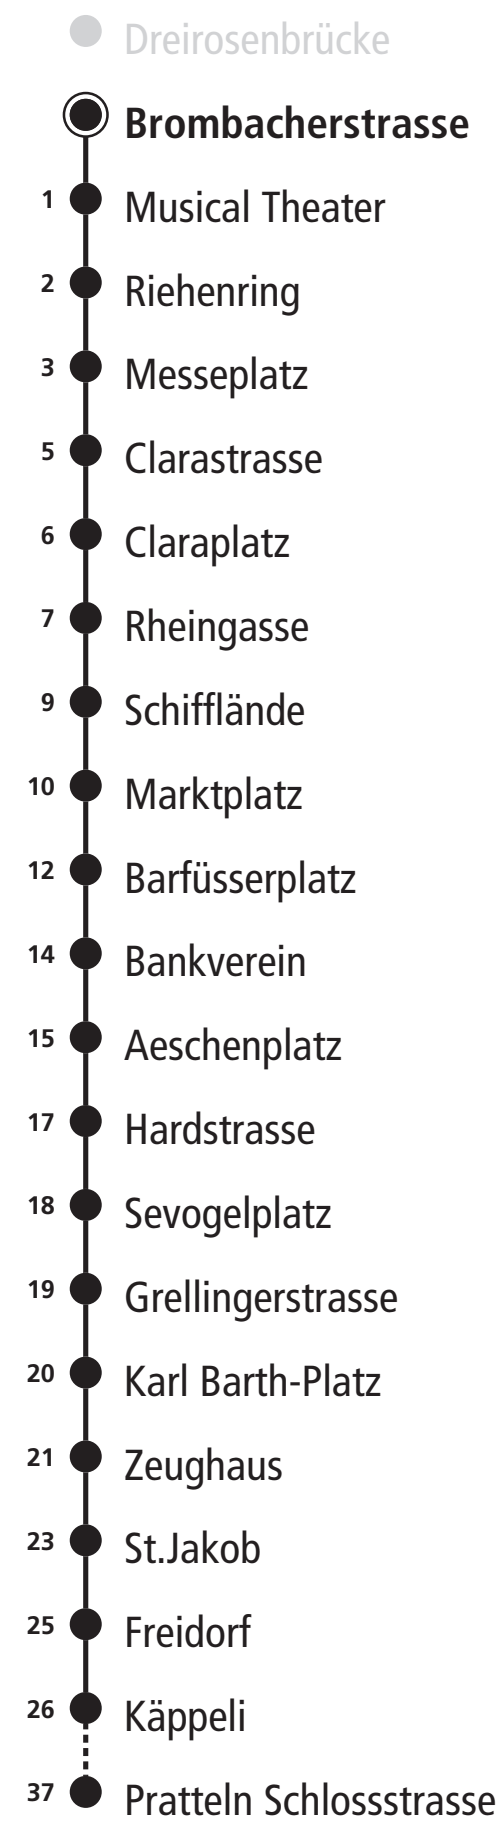 Dreirosenbrücke
Brombacherstrasse
1 Musical Theater
2 Riehenring
3 Messeplatz
5 Clarastrasse
6 Claraplatz
7 Rheingasse
9 Schifflände
10 Marktplatz
12 Barfüsserplatz
14 Bankverein
15 Aeschenplatz
17 Hardstrasse
18 Sevogelplatz
19 Grellingerstrasse
20 Karl Barth-Platz
21 Zeughaus
23 St.Jakob
25 Freidorf
26 Käppeli
37 Pratteln Schlossstrasse